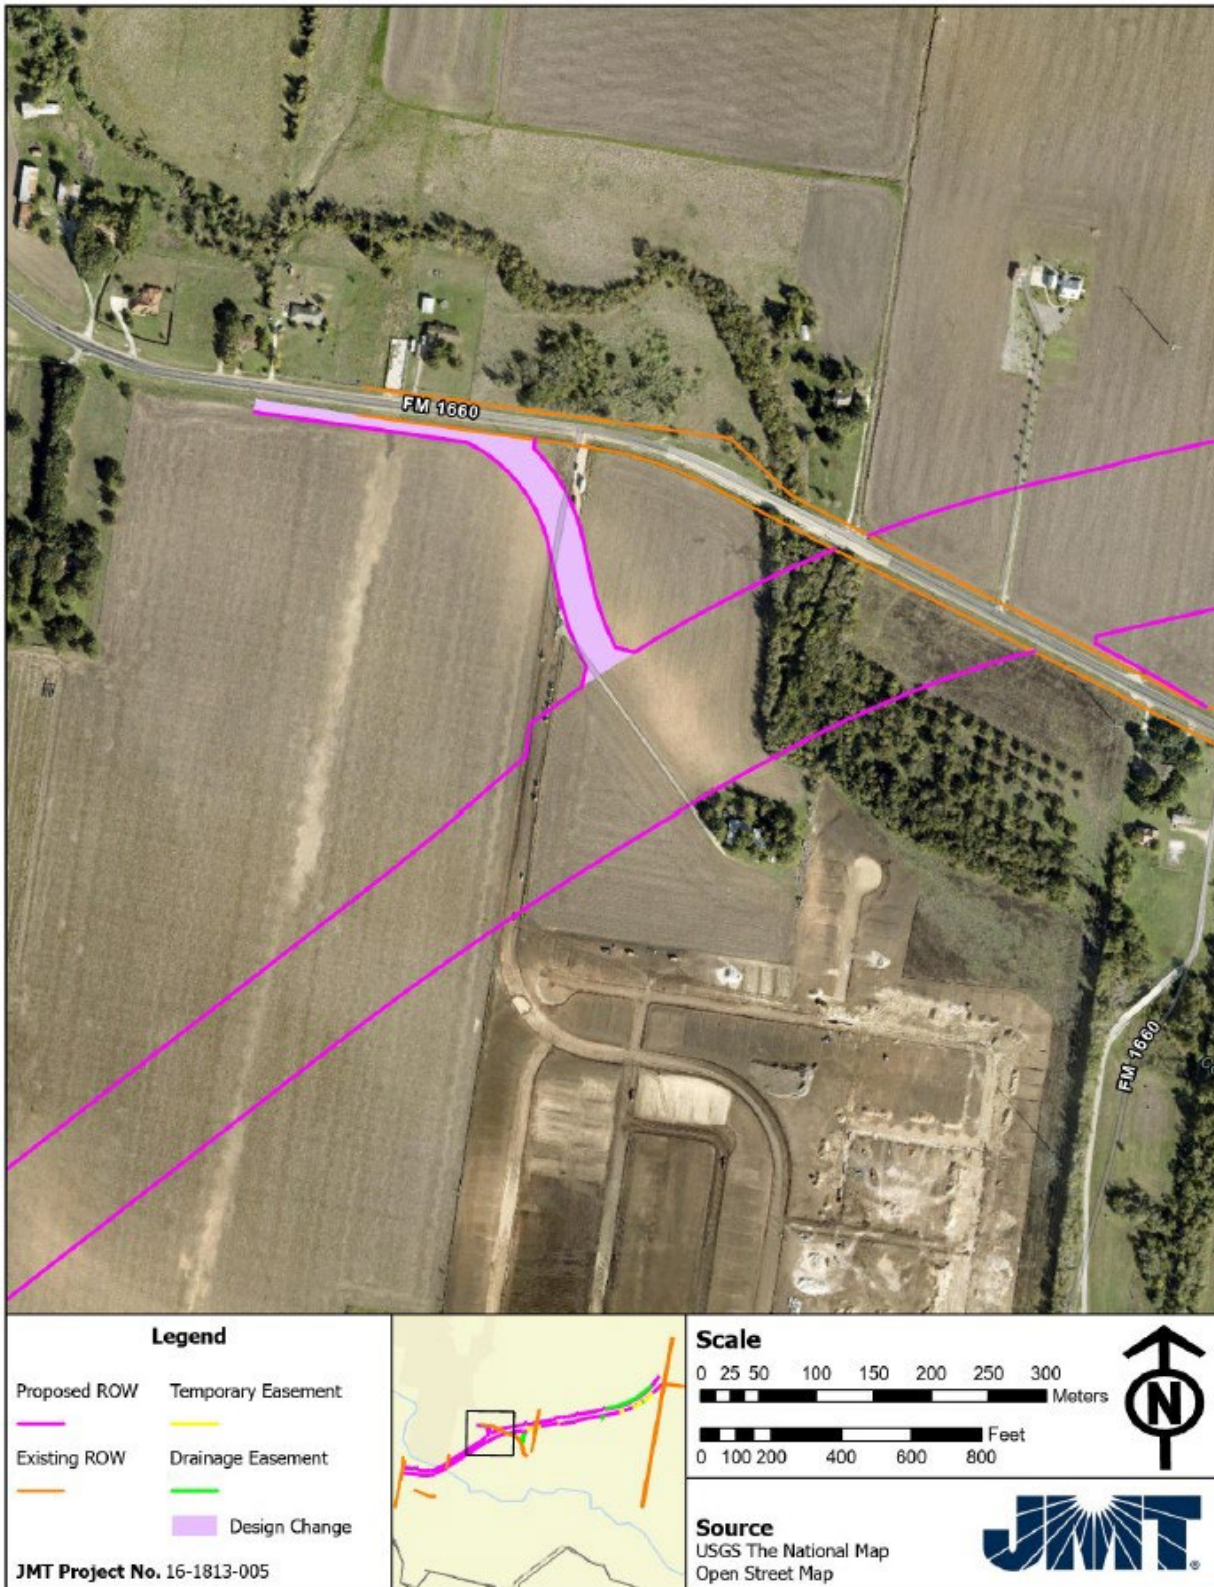 FM 1660
FM 1660
Legend
Proposed ROW
Temporary Easement
Existing ROW
Drainage Easement
Design Change
JMT Project No. 16-1813-005
Scale
0 25 50 100 150 200 250 300
Meters
Feet
0 100 200 400 600 800
N
Source
USGS The National Map
Open Street Map
JMT®